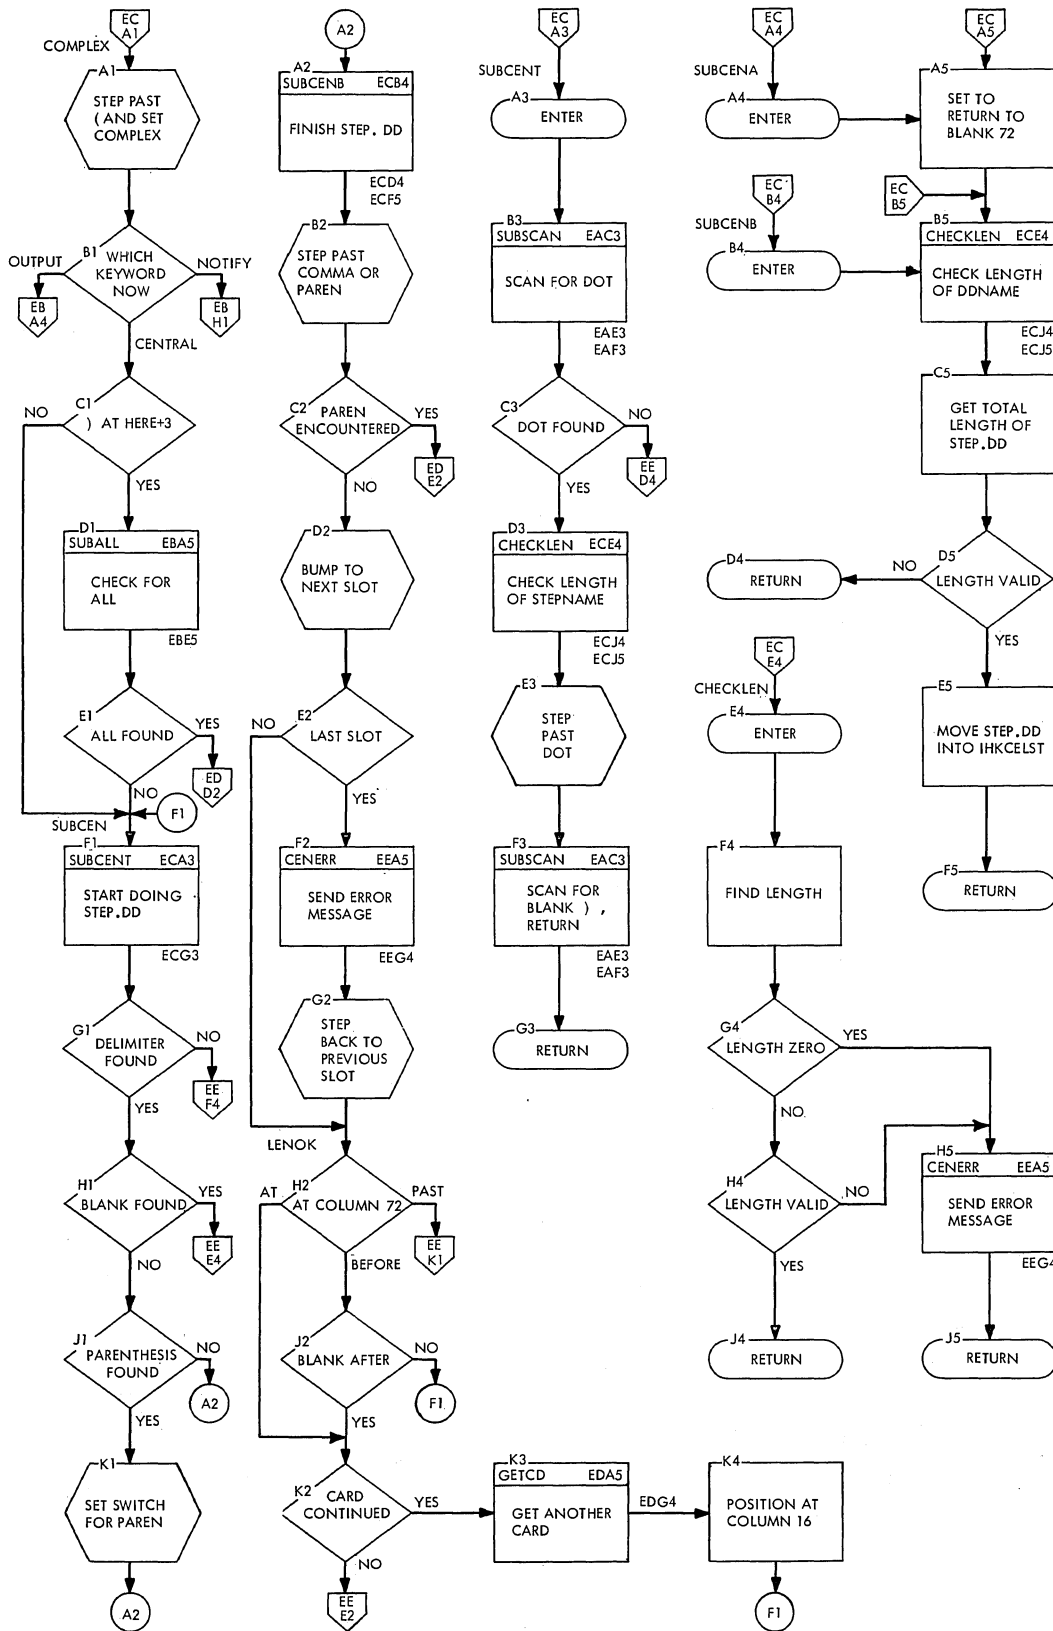 EC
A1
COMPLEX
A1
STEP PAST
( AND SET
COMPLEX
B1
WHICH
KEYWORD
NOW
OUTPUT
NOTIFY
EB
A4
EB
H1
CENTRAL
C1
) AT HERE+3
NO
YES
D1
SUBALL EBA5
CHECK FOR
ALL
EBE5
E1
ALL FOUND
YES
ED
D2
NO
F1
SUBCEN
F1
SUBCENT ECA3
START DOING
STEP.DD
ECG3
G1
DELIMITER
FOUND
NO
EE
F4
YES
H1
BLANK FOUND
YES
EE
E4
NO
J1
PARENTHESIS
FOUND
NO
A2
YES
K1
SET SWITCH
FOR PAREN
A2
A2
A2
SUBCENB ECB4
FINISH STEP. DD
ECD4
ECF5
B2
STEP PAST
COMMA OR
PAREN
C2
PAREN
ENCOUNTERED
YES
ED
E2
NO
D2
BUMP TO
NEXT SLOT
E2
LAST SLOT
NO
YES
F2
CENERR EEA5
SEND ERROR
MESSAGE
EEG4
G2
STEP
BACK TO
PREVIOUS
SLOT
LENOK
H2
AT COLUMN 72
AT
PAST
EE
K1
BEFORE
J2
BLANK AFTER
NO
F1
YES
K2
CARD
CONTINUED
YES
NO
EE
E2
EC
A3
SUBCENT
A3
ENTER
B3
SUBSCAN EAC3
SCAN FOR DOT
EAE3
EAF3
C3
DOT FOUND
NO
EE
D4
YES
D3
CHECKLEN ECE4
CHECK LENGTH
OF STEPNAME
ECJ4
ECJ5
E3
STEP
PAST
DOT
F3
SUBSCAN EAC3
SCAN FOR
BLANK ) ,
RETURN
EAE3
EAF3
G3
RETURN
K3
GETCD EDA5
GET ANOTHER
CARD
EDG4
K4
POSITION AT
COLUMN 16
F1
EC
A4
SUBCENA
A4
ENTER
EC
B4
SUBCENB
B4
ENTER
D4
RETURN
EC
E4
CHECKLEN
E4
ENTER
F4
FIND LENGTH
G4
LENGTH ZERO
YES
NO
H4
LENGTH VALID
NO
YES
J4
RETURN
EC
A5
A5
SET TO
RETURN TO
BLANK 72
EC
B5
B5
CHECKLEN ECE4
CHECK LENGTH
OF DDNAME
ECJ4
ECJ5
C5
GET TOTAL
LENGTH OF
STEP.DD
D5
LENGTH VALID
NO
YES
E5
MOVE STEP.DD
INTO IHKCELST
F5
RETURN
H5
CENERR EEA5
SEND ERROR
MESSAGE
EEG4
J5
RETURN